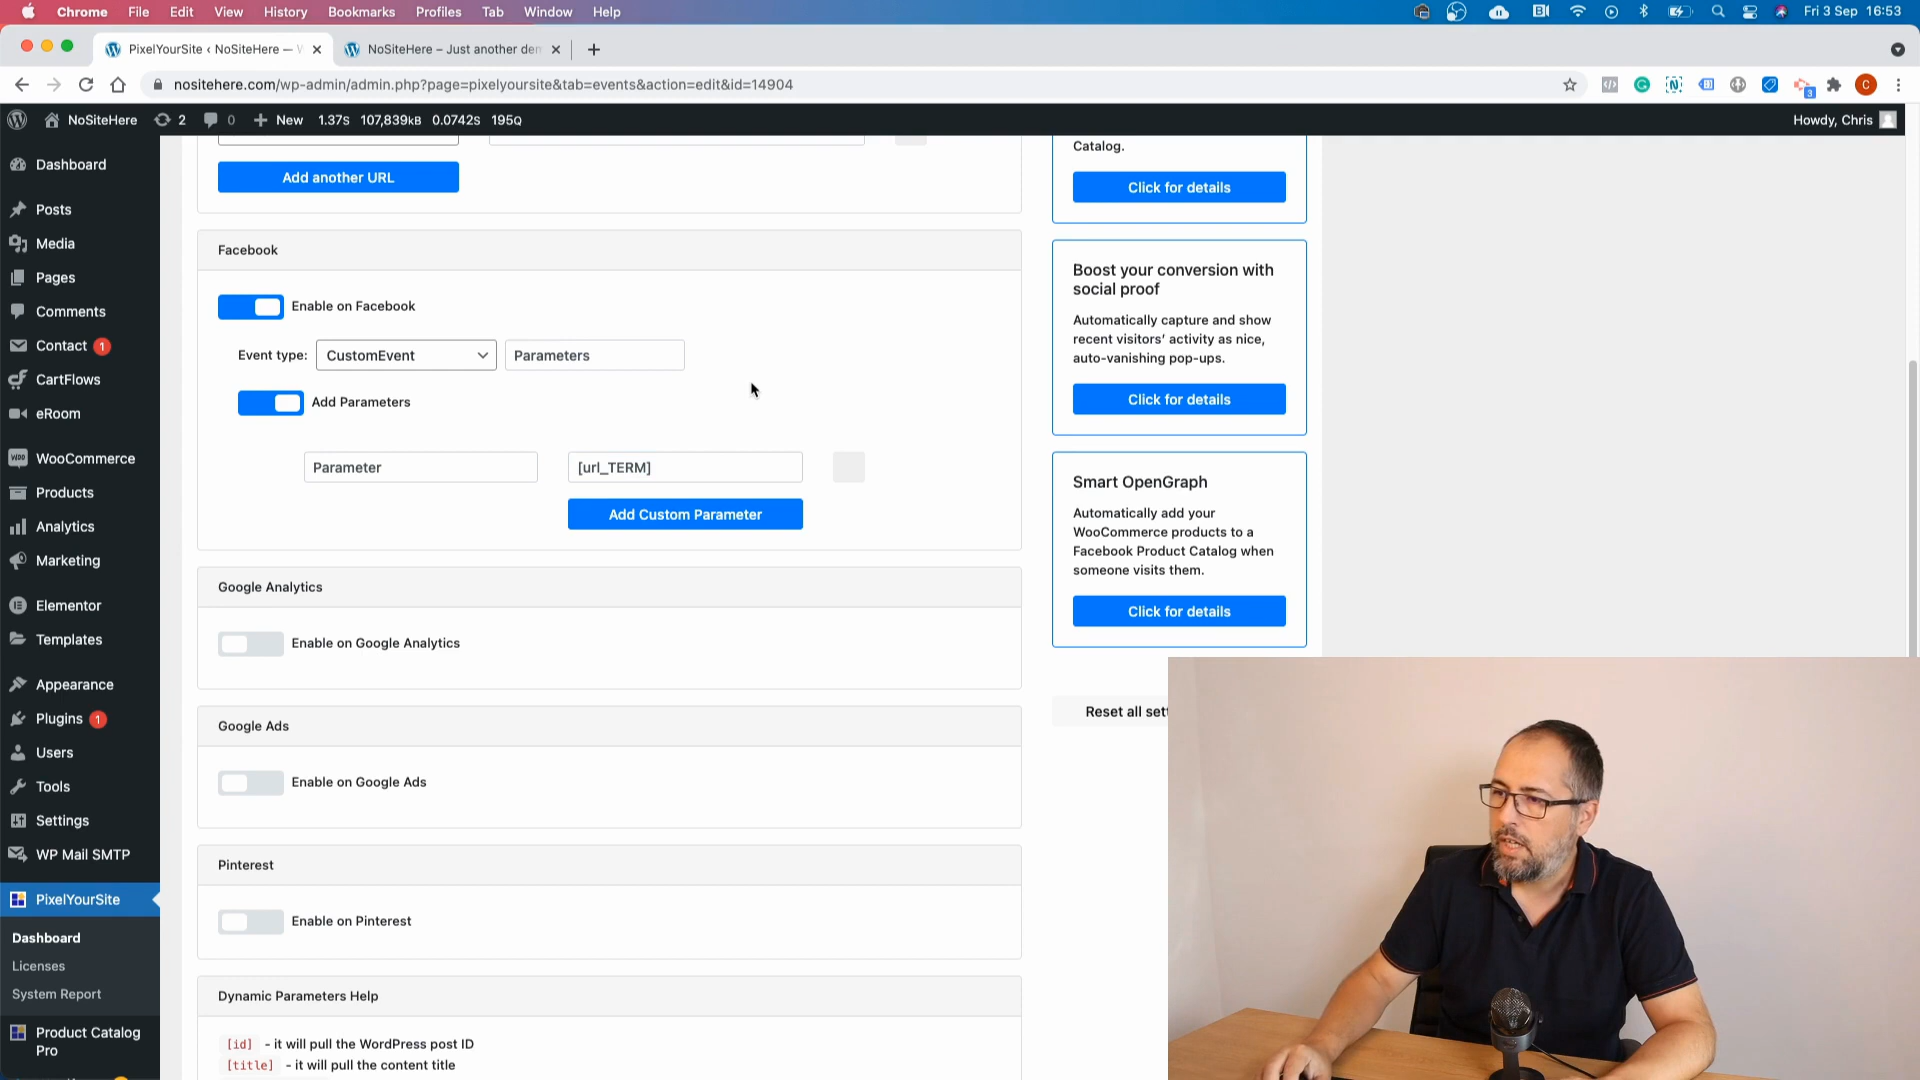 Chrome File Edit View History Bookmarks Profiles Tab Window Help
Fri 3 Sep 16:53
PixelYourSite ‹ NoSiteHere —
NoSiteHere – Just another den
nositehere.com/wp-admin/admin.php?page=pixelyoursite&tab=events&action=edit&id=14904
C
3
NoSiteHere 2 0 New 1.37S 107,839KB 0.0742S 195Q
Howdy, Chris
Dashboard
Posts
Media
Pages
Comments
Contact 1
CartFlows
eRoom
WooCommerce
Products
Analytics
Marketing
Elementor
Templates
Appearance
Plugins 1
Users
Tools
Settings
WP Mail SMTP
PixelYourSite
Dashboard
Licenses
System Report
Product Catalog
Pro
Add another URL
Facebook
Enable on Facebook
Event type: CustomEvent Parameters
Add Parameters
Parameter [url_TERM]
Add Custom Parameter
Google Analytics
Enable on Google Analytics
Google Ads
Enable on Google Ads
Pinterest
Enable on Pinterest
Dynamic Parameters Help
[id] - it will pull the WordPress post ID
[title] - it will pull the content title
Catalog.
Click for details
Boost your conversion with
social proof
Automatically capture and show
recent visitors’ activity as nice,
auto-vanishing pop-ups.
Click for details
Smart OpenGraph
Automatically add your
WooCommerce products to a
Facebook Product Catalog when
someone visits them.
Click for details
Reset all sett